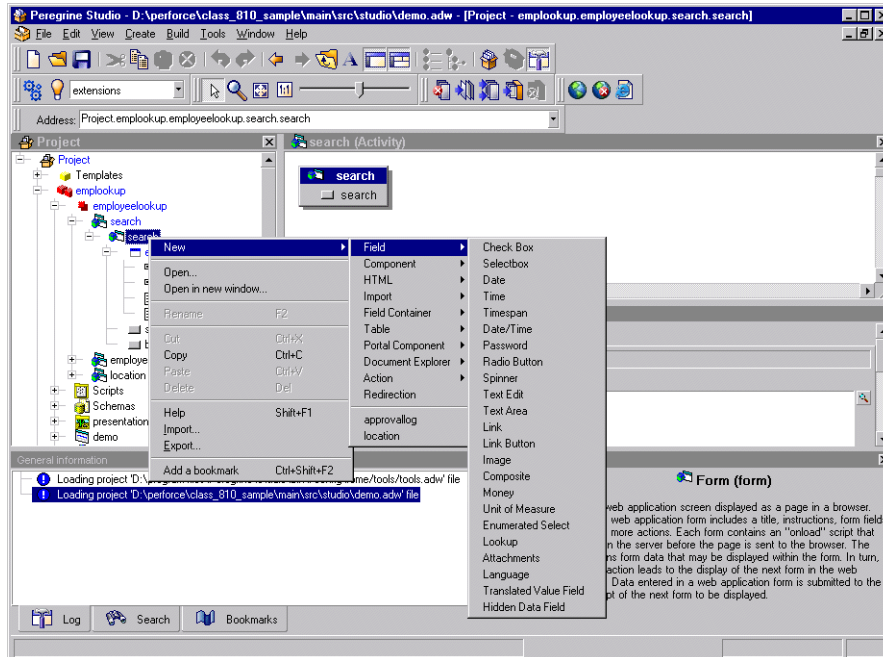 Peregrine Studio - D:\perforce\class_810_sample\main\src\studio\demo.adw - [Project - emplookup.employeelookup.search.search]
File Edit View Create Build Tools Window Help
extensions
Address: Project.emplookup.employeelookup.search.search
Project
search (Activity)
Project
Templates
emplookup
employeelookup
search
search
employe
location
Scripts
Schemas
presentation
demo
search
search
New
Open...
Open in new window...
Rename F2
Cut Ctrl+X
Copy Ctrl+C
Paste Ctrl+V
Delete Del
Help Shift+F1
Import...
Export...
Add a bookmark Ctrl+Shift+F2
Field
Component
HTML
Import
Field Container
Table
Portal Component
Document Explorer
Action
Redirection
approvallog
location
Check Box
Selectbox
Date
Time
Timespan
Date/Time
Password
Radio Button
Spinner
Text Edit
Text Area
Link
Link Button
Image
Composite
Money
Unit of Measure
Enumerated Select
Lookup
Attachments
Language
Translated Value Field
Hidden Data Field
General information
Loading project 'D:\
ome/tools/tools.adw' file
Loading project 'D:\perforce\class_810_sample\main\src\studio\demo.adw' file
Form (form)
web application screen displayed as a page in a browser.
web application form includes a title, instructions, form field
more actions. Each form contains an "onload" script that
n the server before the page is sent to the browser. The
ns form data that may be displayed within the form. In turn,
action leads to the display of the next form in the web
Data entered in a web application form is submitted to the
pt of the next form to be displayed.
Log Search Bookmarks